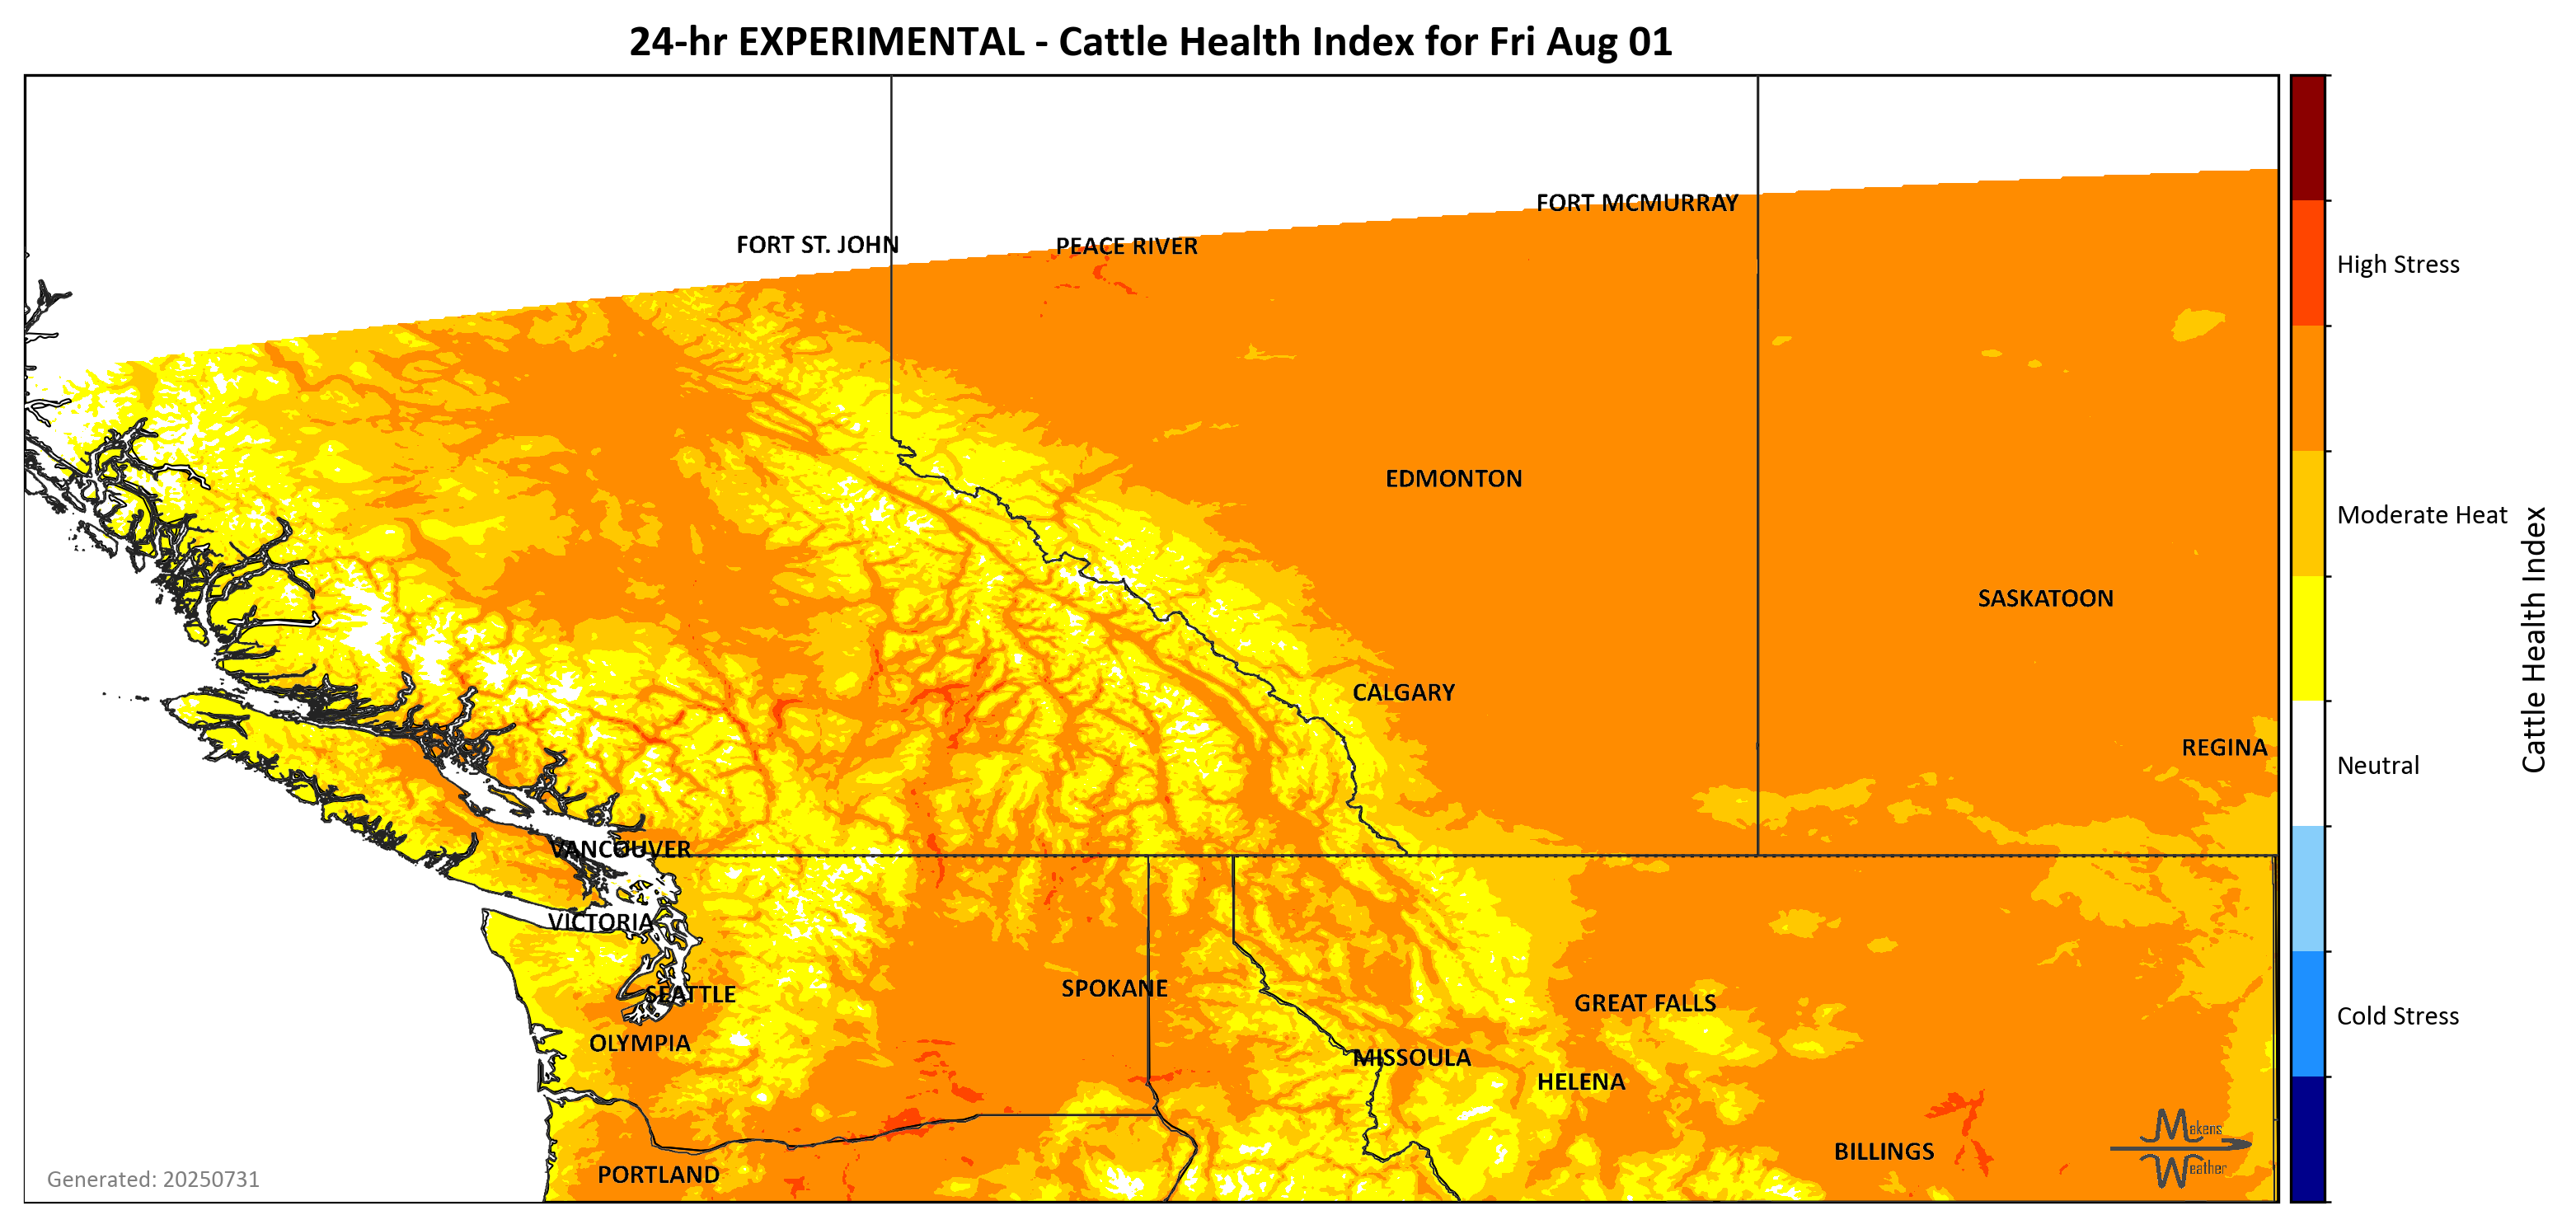 24-hr EXPERIMENTAL - Cattle Health Index for Fri Aug 01
FORT MCMURRAY
FORT ST. JOHN
PEACE RIVER
High Stress
EDMONTON
Moderate Heat
SASKATOON
Cattle Health Index
CALGARY
REGINA
Neutral
VANCOUVER
VICTORIA
SPOKANE
SEATTLE
GREAT FALLS
Cold Stress
OLYMPIA
MISSOULA
HELENA
Makens
BILLINGS
Weather
PORTLAND
Generated: 20250731